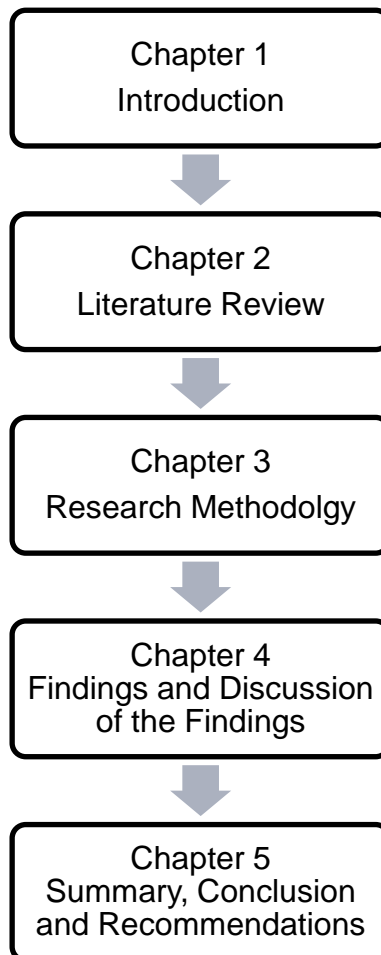 Chapter 1
Introduction
Chapter 2
Literature Review
Chapter 3
Research Methodolgy
Chapter 4
Findings and Discussion
of the Findings
Chapter 5
Summary, Conclusion
and Recommendations